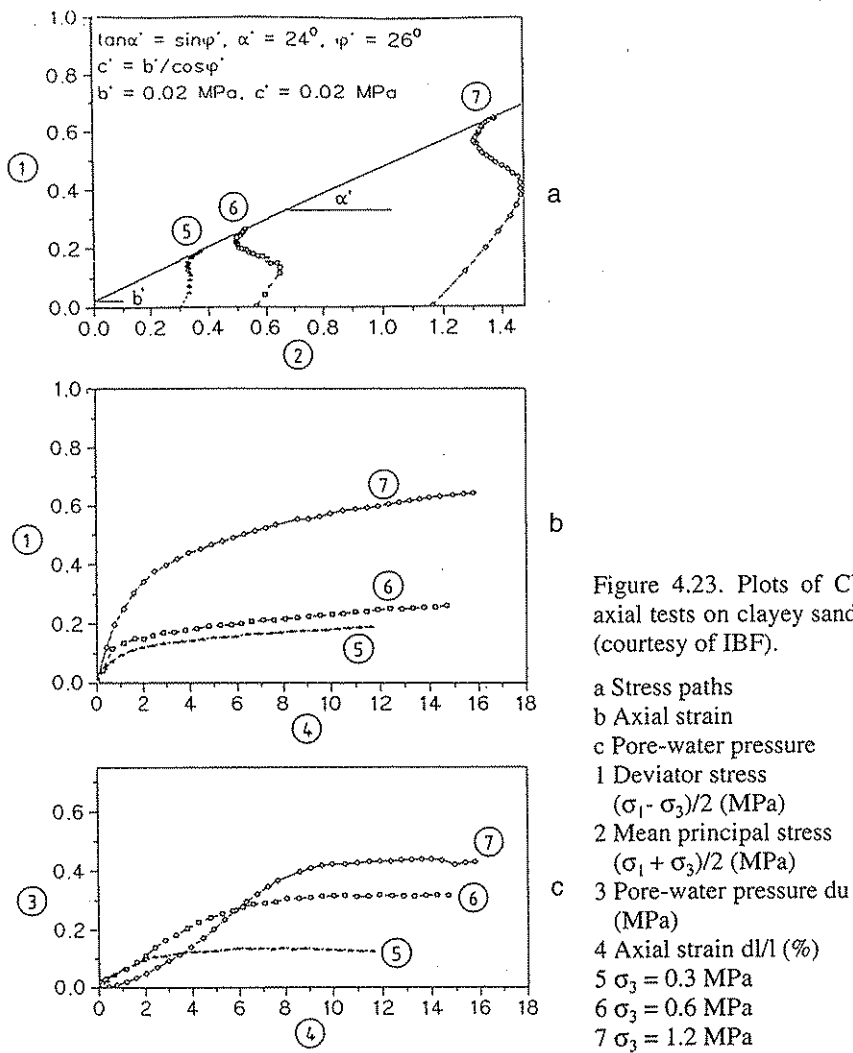 1.0
0.8
0.6
0.4
0.2
0.0
tanα' = sinφ', α' = 24⁰, φ' = 26⁰
c' = b'/cosφ'
b' = 0.02 MPa, c' = 0.02 MPa
7
1
6
5
α'
b'
a
0.0 0.2 0.4 0.6 0.8 1.0 1.2 1.4
2
1.0
0.8
0.6
0.4
0.2
0.0
7
1
6
5
b
0 2 4 6 8 10 12 14 16 18
4
0.6
0.4
0.2
0.0
7
3
6
5
c
0 2 4 6 8 10 12 14 16 18
4
Figure 4.23. Plots of C
axial tests on clayey sand
(courtesy of IBF).
a Stress paths
b Axial strain
c Pore-water pressure
1 Deviator stress
(σ₁- σ₃)/2 (MPa)
2 Mean principal stress
(σ₁ + σ₃)/2 (MPa)
3 Pore-water pressure du
(MPa)
4 Axial strain dl/l (%)
5 σ₃ = 0.3 MPa
6 σ₃ = 0.6 MPa
7 σ₃ = 1.2 MPa